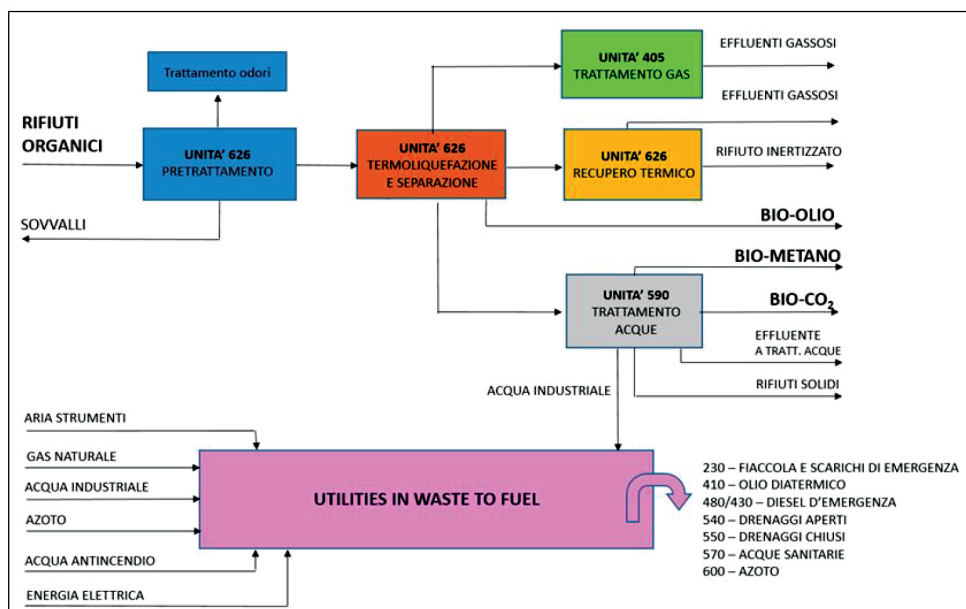 EFFLUENTI GASSOSI
UNITA' 405
TRATTAMENTO GAS
Trattamento odori
EFFLUENTI GASSOSI
RIFIUTI
ORGANICI
UNITA' 626
PRETRATTAMENTO
UNITA' 626
TERMOLIQUEFAZIONE
E SEPARAZIONE
UNITA' 626
RECUPERO TERMICO
RIFIUTO INERTIZZATO
SOVVALLI
BIO-OLIO
BIO-METANO
UNITA' 590
TRATTAMENTO
ACQUE
BIO-CO₂
EFFLUENTE
A TRATT. ACQUE
RIFIUTI SOLIDI
ACQUA INDUSTRIALE
ARIA STRUMENTI
GAS NATURALE
ACQUA INDUSTRIALE
AZOTO
ACQUA ANTINCENDIO
ENERGIA ELETTRICA
UTILITIES IN WASTE TO FUEL
230 – FIACCOLA E SCARICHI DI EMERGENZA
410 – OLIO DIATERMICO
480/430 – DIESEL D'EMERGENZA
540 – DRENAGGI APERTI
550 – DRENAGGI CHIUSI
570 – ACQUE SANITARIE
600 – AZOTO